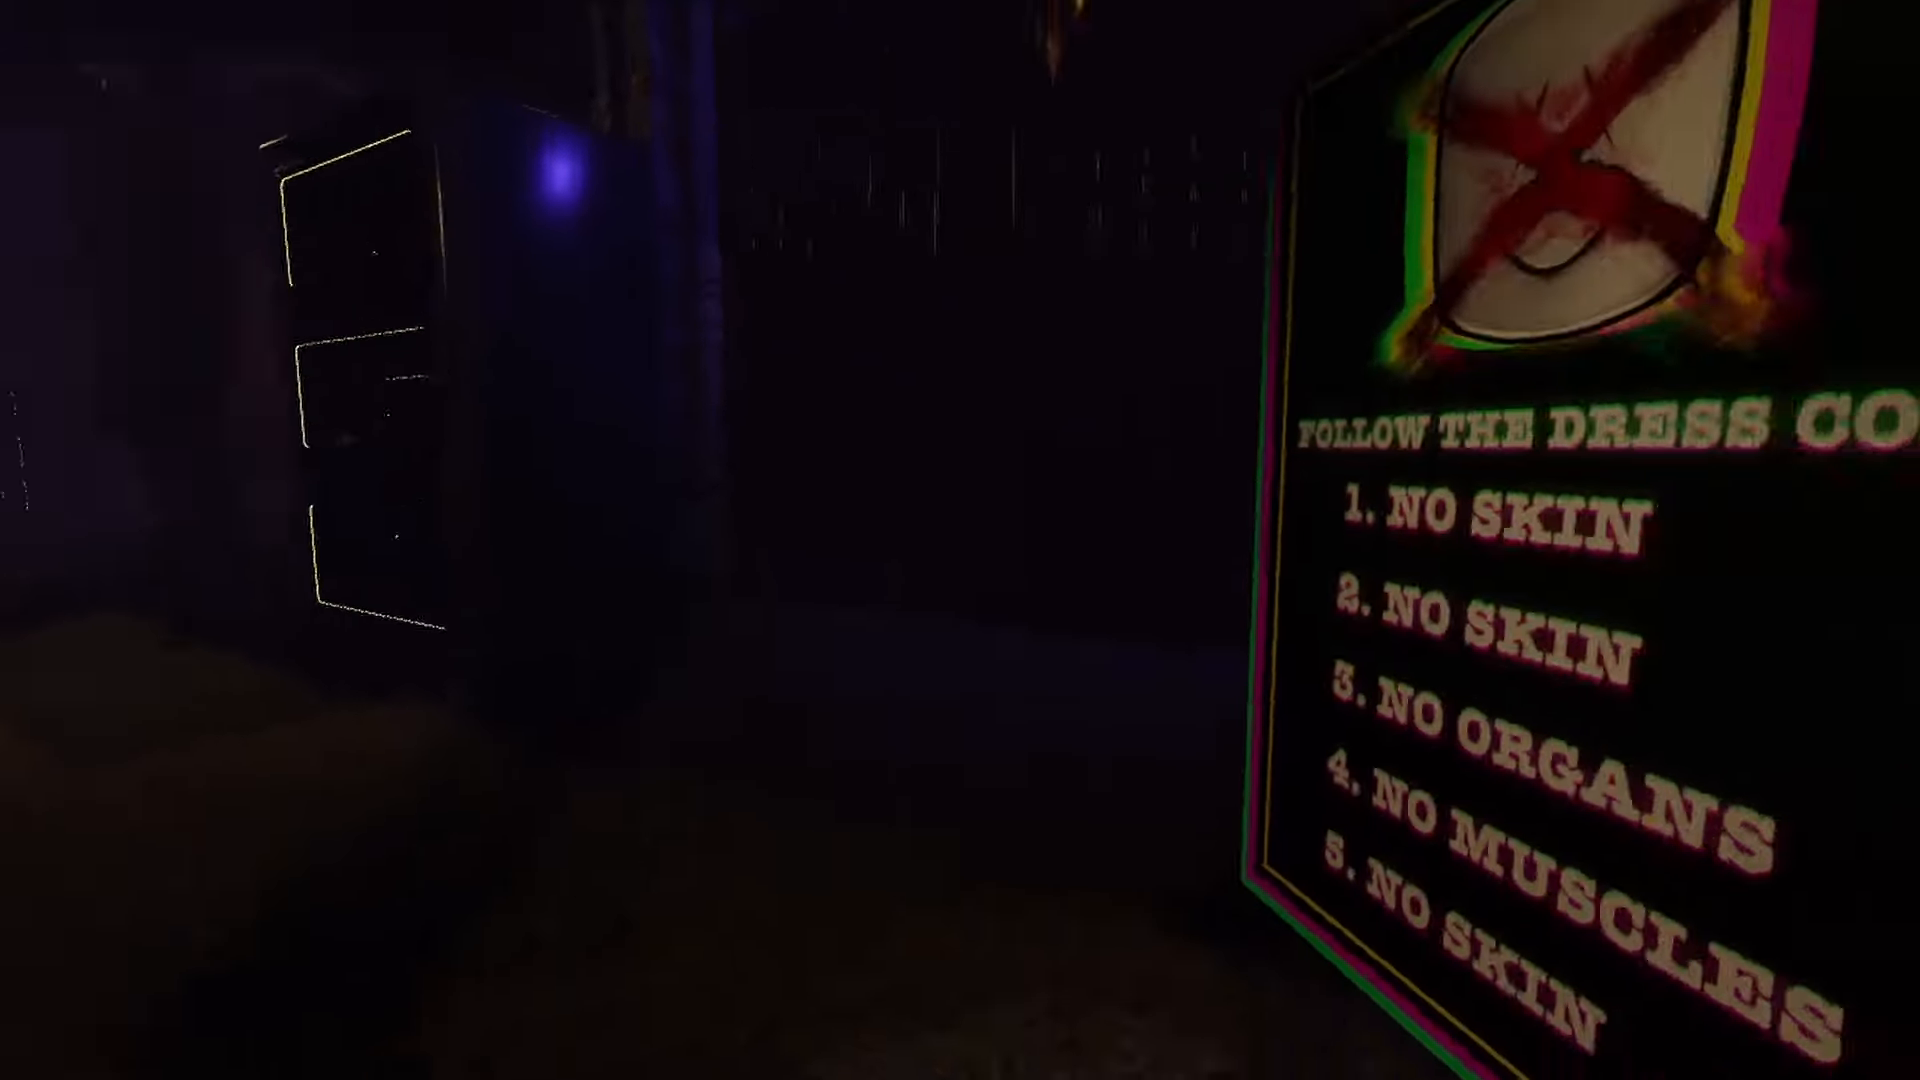 FOLLOW THE DRESS CO
1. NO SKIN
2. NO SKIN
3. NO ORGANS
4. NO MUSCLES
5. NO SKIN